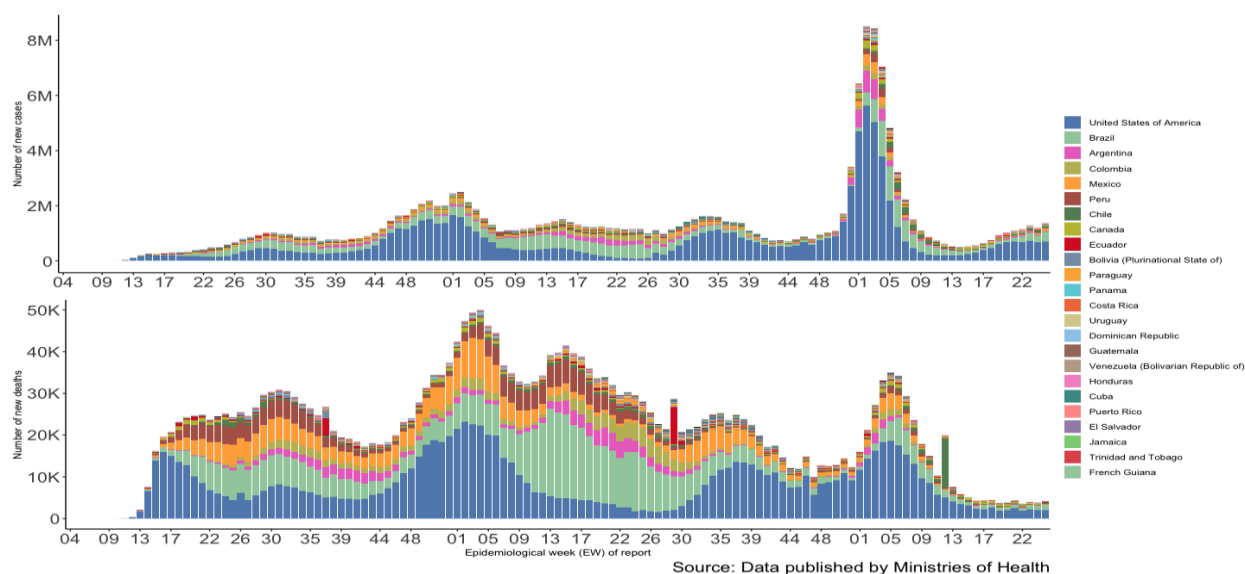 Number of new cases
8M
6M
4M
2M
0
04 09 13 17 22 26 30 35 39 44 48 01 05 09 13 17 22 26 30 35 39 44 48 01 05 09 13 17 22
Number of new deaths
50K
40K
30K
20K
10K
0
04 09 13 17 22 26 30 35 39 44 48 01 05 09 13 17 22 26 30 35 39 44 48 01 05 09 13 17 22
Epidemiological week (EW) of report
United States of America
Brazil
Argentina
Colombia
Mexico
Peru
Chile
Canada
Ecuador
Bolivia (Plurinational State of)
Paraguay
Panama
Costa Rica
Uruguay
Dominican Republic
Guatemala
Venezuela (Bolivarian Republic of)
Honduras
Cuba
Puerto Rico
El Salvador
Jamaica
Trinidad and Tobago
French Guiana
Source: Data published by Ministries of Health